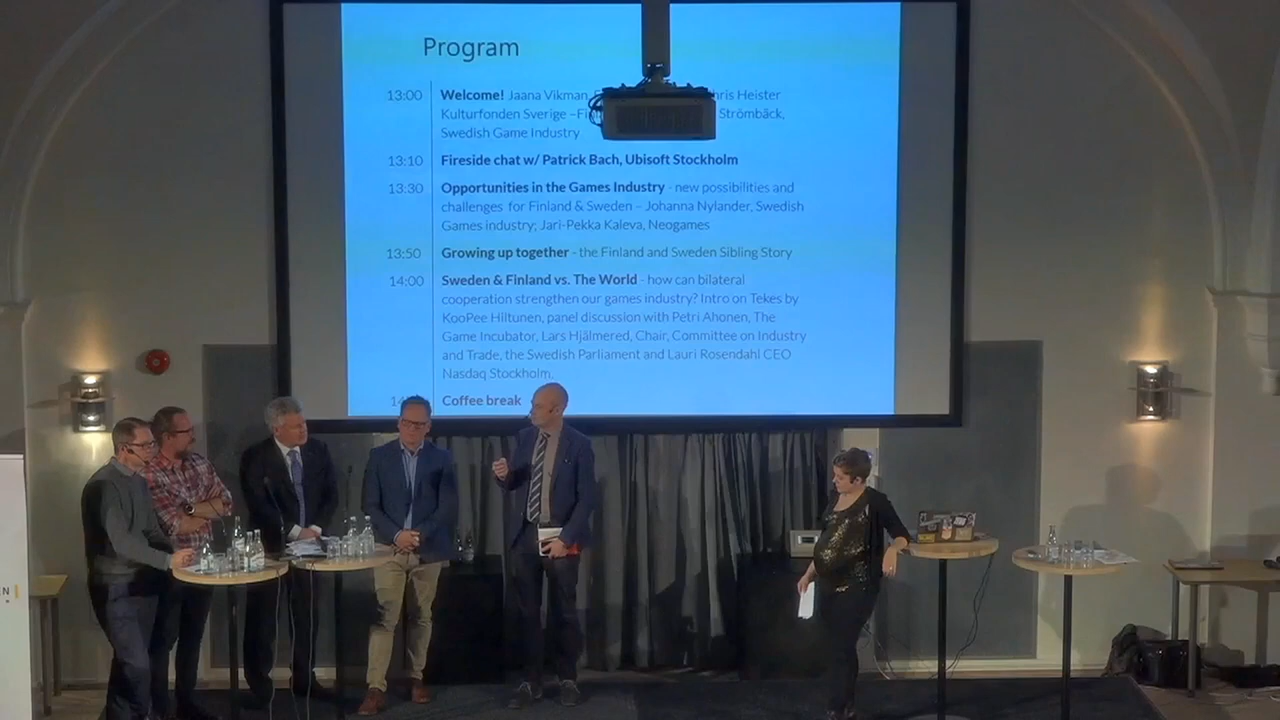 Program
13:00 Welcome! Jaana Vikman, hris Heister
Kulturfonden Sverige –Fin Strömbäck,
Swedish Game Industry
13:10 Fireside chat w/ Patrick Bach, Ubisoft Stockholm
13:30 Opportunities in the Games Industry - new possibilities and
challenges for Finland & Sweden – Johanna Nylander, Swedish
Games industry; Jari-Pekka Kaleva, Neogames
13:50 Growing up together - the Finland and Sweden Sibling Story
14:00 Sweden & Finland vs. The World - how can bilateral
cooperation strengthen our games industry? Intro on Tekes by
KooPee Hiltunen, panel discussion with Petri Ahonen, The
Game Incubator, Lars Hjälmered, Chair, Committee on Industry
and Trade, the Swedish Parliament and Lauri Rosendahl CEO
Nasdaq Stockholm.
14 Coffee break
N